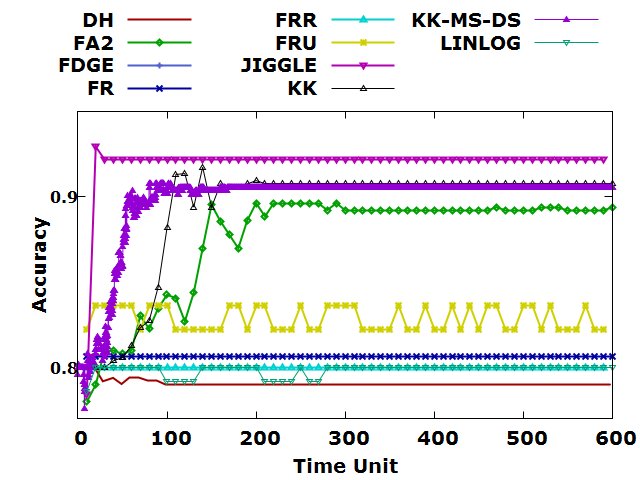 DH FRR KK-MS-DS
FA2 FRU LINLOG
FDGE JIGGLE
FR KK
0.9
0.8
Accuracy
0 100 200 300 400 500 600
Time Unit